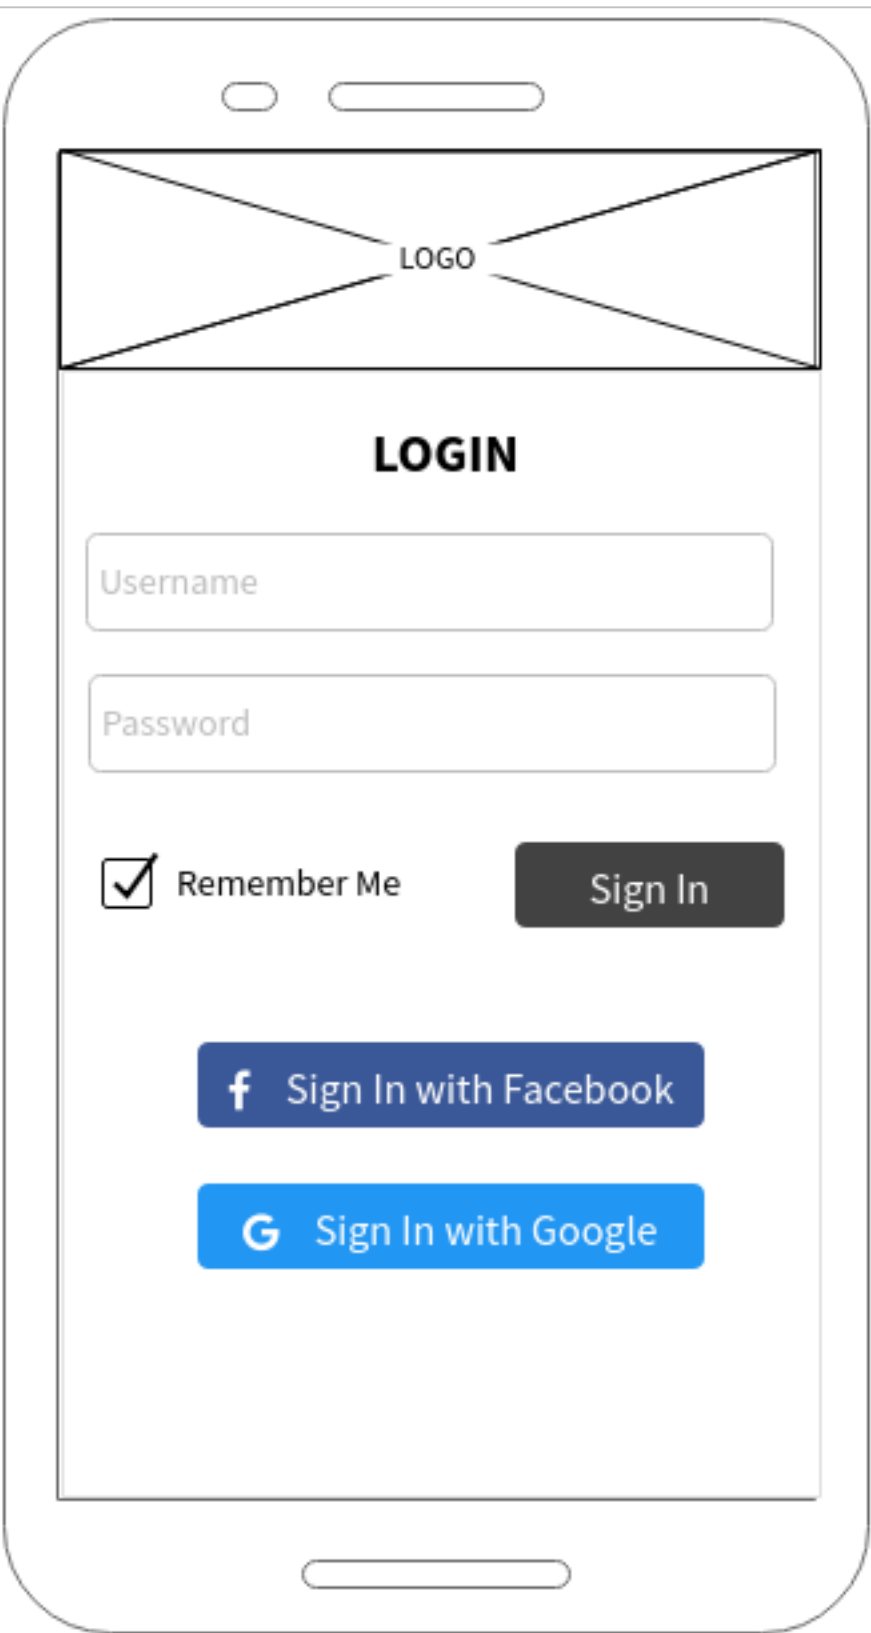 LOGO
LOGIN
Username
Password
Remember Me
Sign In
Sign In with Facebook
Sign In with Google